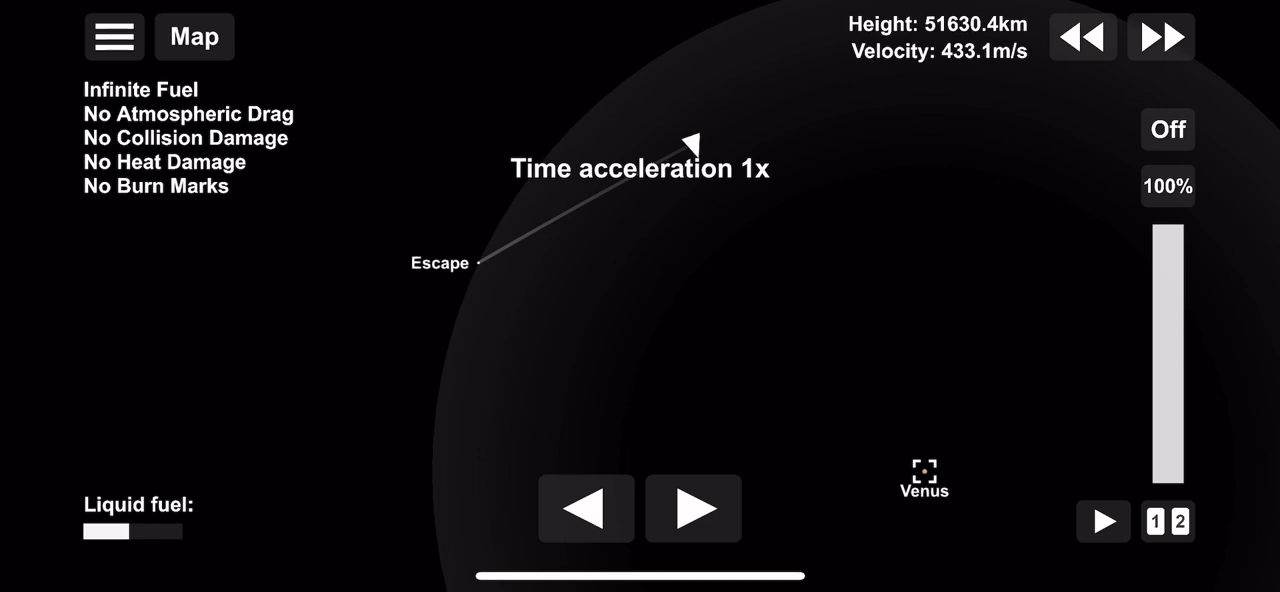 Map
Height: 51630.4km
Velocity: 433.1m/s
Infinite Fuel
No Atmospheric Drag
No Collision Damage
No Heat Damage
No Burn Marks
Off
Time acceleration 1x
100%
Escape
Venus
Liquid fuel:
1 2